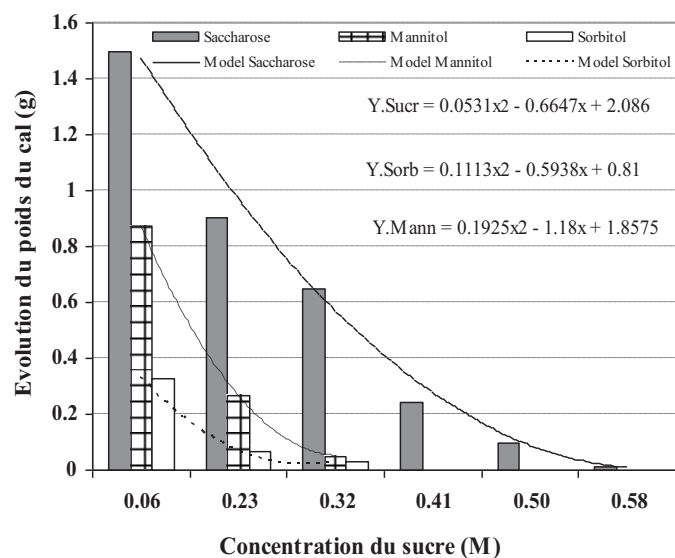 1.6
1.4
1.2
1
0.8
0.6
0.4
0.2
0
Evolution du poids du cal (g)
Saccharose Mannitol Sorbitol
Model Saccharose Model Mannitol Model Sorbitol
Y.Sucr = 0.0531x2 - 0.6647x + 2.086
Y.Sorb = 0.1113x2 - 0.5938x + 0.81
Y.Mann = 0.1925x2 - 1.18x + 1.8575
0.06 0.23 0.32 0.41 0.50 0.58
Concentration du sucre (M)